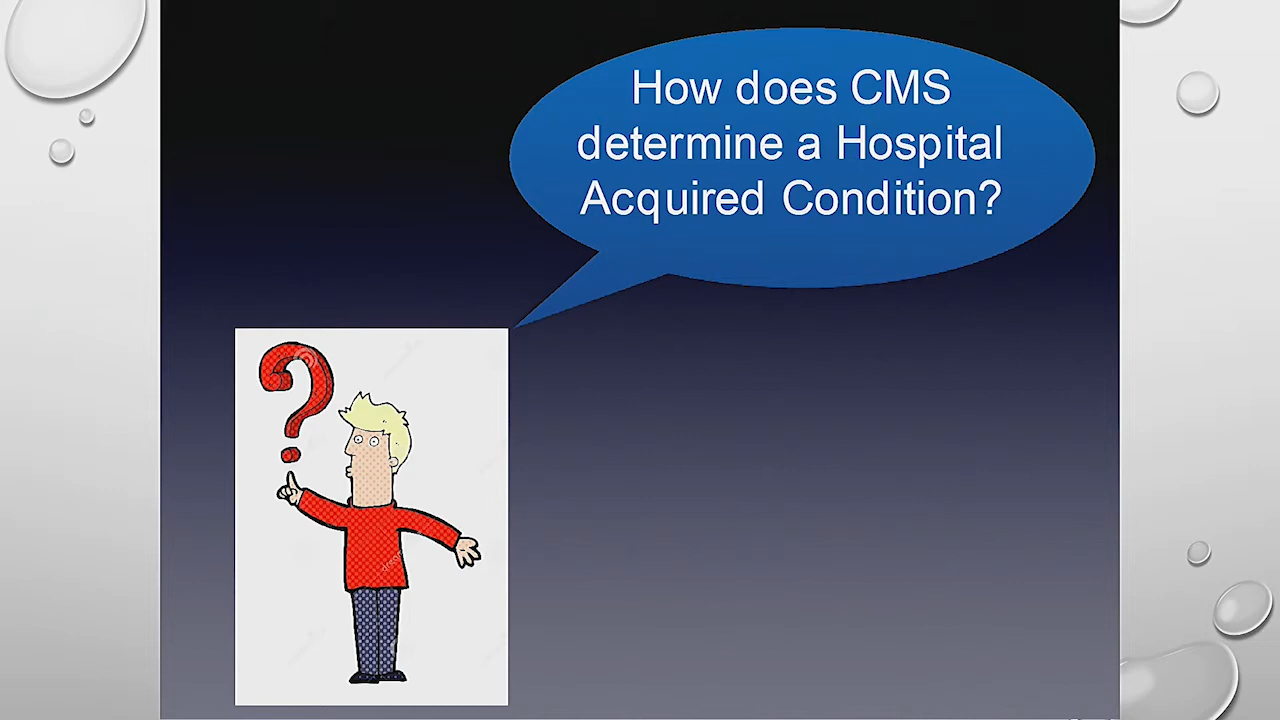 How does CMS
determine a Hospital
Acquired Condition?